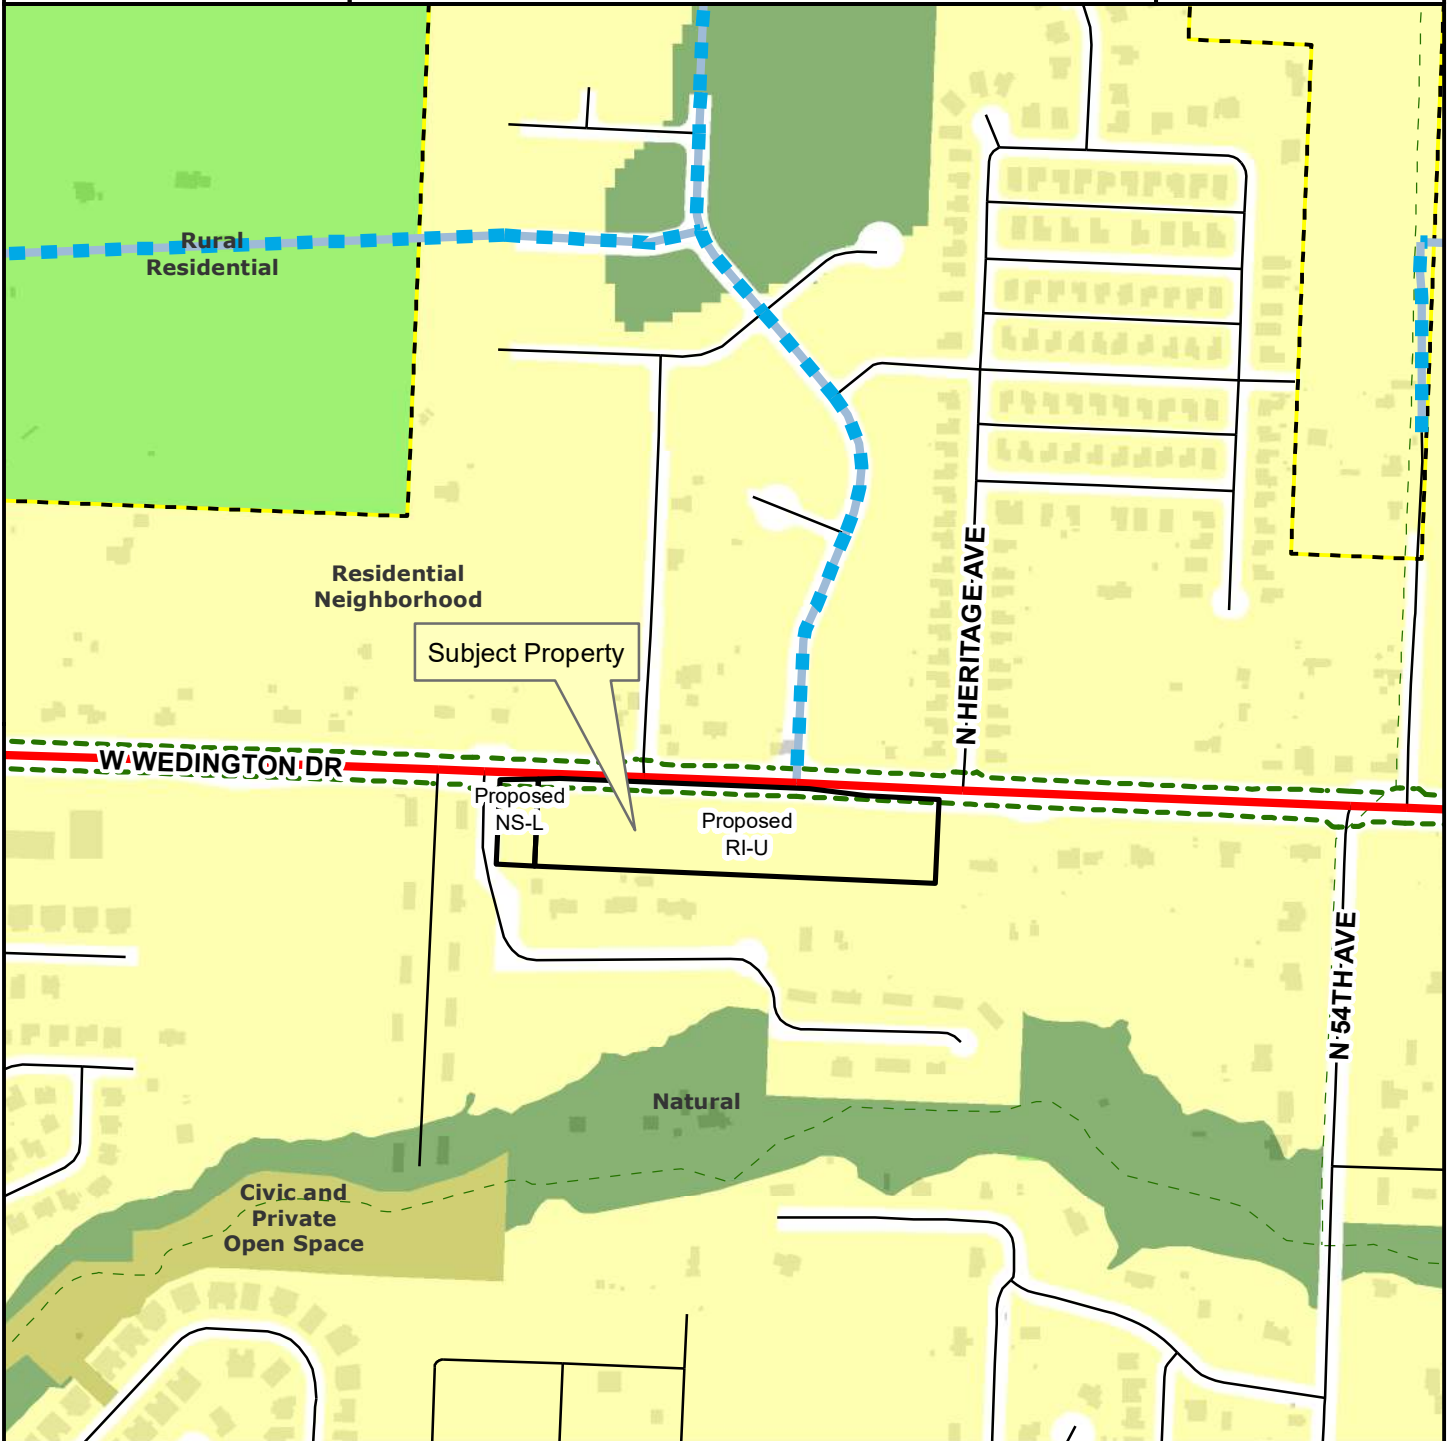 Rural
Residential
N HERITAGE AVE
Residential
Neighborhood
Subject Property
W WEDINGTON DR
Proposed
NS-L
Proposed
RI-U
N 54TH AVE
Natural
Civic and
Private
Open Space